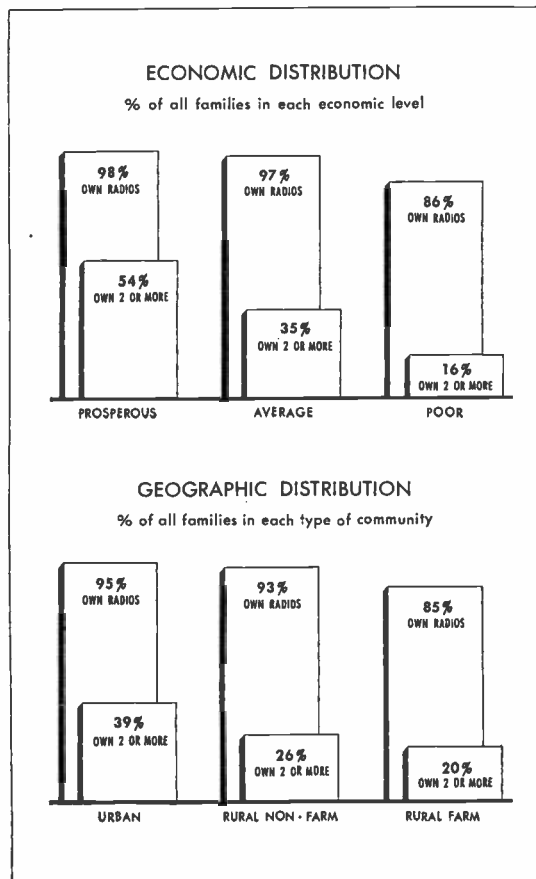 ECONOMIC DISTRIBUTION
% of all families in each economic level
98%
OWN RADIOS
54%
OWN 2 OR MORE
97%
OWN RADIOS
35%
OWN 2 OR MORE
86%
OWN RADIOS
16%
OWN 2 OR MORE
PROSPEROUS
AVERAGE
POOR
GEOGRAPHIC DISTRIBUTION
% of all families in each type of community
95%
OWN RADIOS
39%
OWN 2 OR MORE
93%
OWN RADIOS
26%
OWN 2 OR MORE
85%
OWN RADIOS
20%
OWN 2 OR MORE
URBAN
RURAL NON-FARM
RURAL FARM